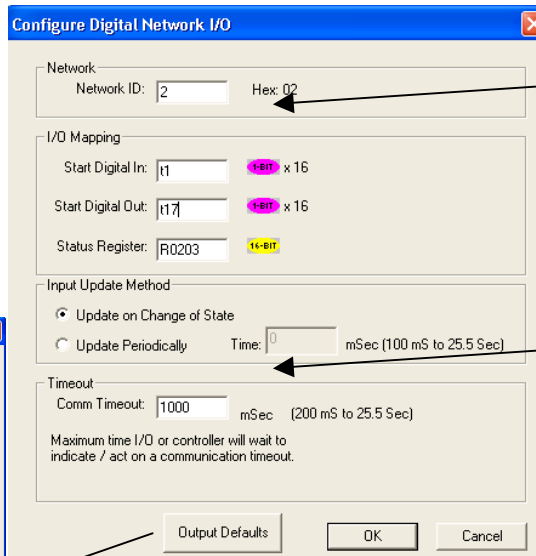 Configure Digital Network I/O
Network
Network ID: 2 Hex: 02
I/O Mapping
Start Digital In: t1 1-BIT x 16
Start Digital Out: t17 1-BIT x 16
Status Register: R0203 16-BIT
Input Update Method
Update on Change of State
Update Periodically Time: 0 mSec (100 mS to 25.5 Sec)
Timeout
Comm Timeout: 1000 mSec (200 mS to 25.5 Sec)
Maximum time I/O or controller will wait to
indicate / act on a communication timeout.
Output Defaults OK Cancel